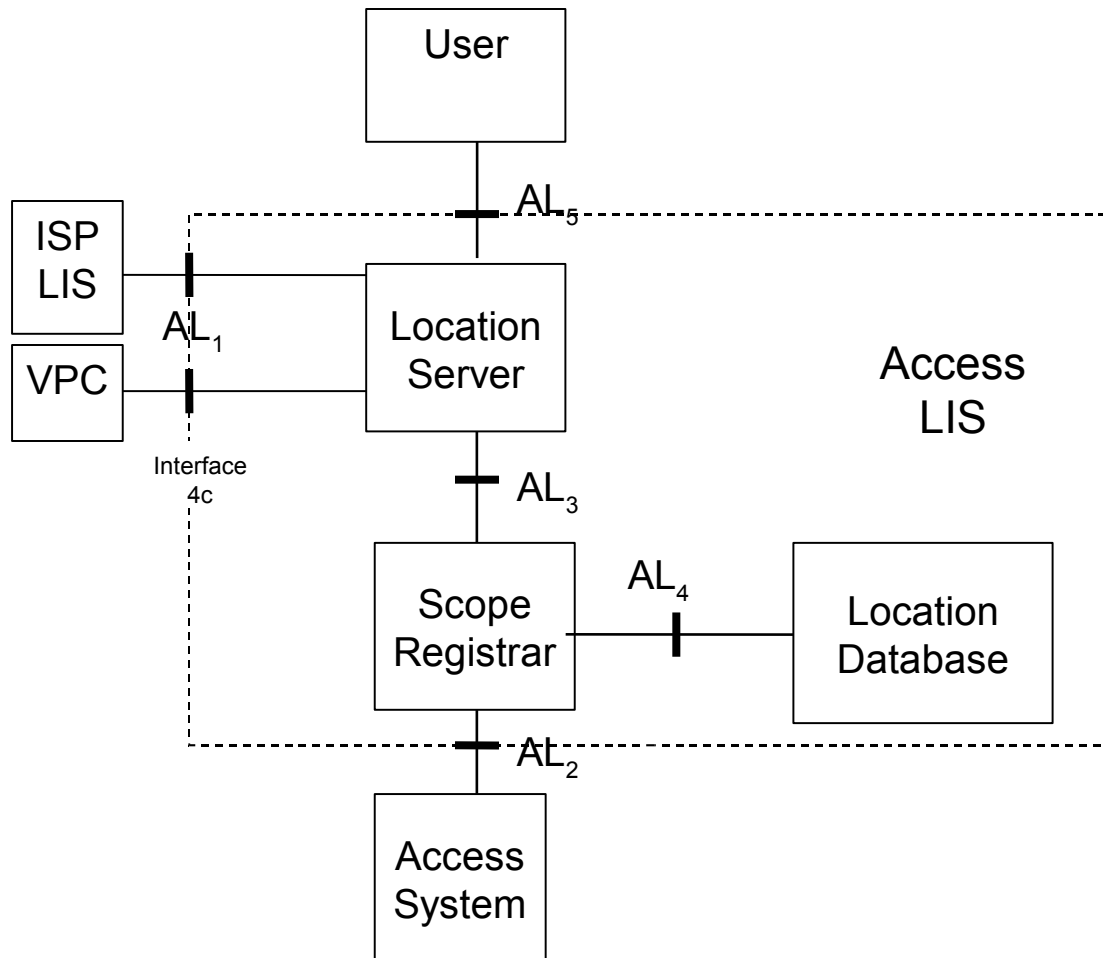 User
AL5
ISP
LIS
AL1
Location
Server
Access
LIS
VPC
Interface
4c
AL3
Scope
Registrar
AL4
Location
Database
AL2
Access
System